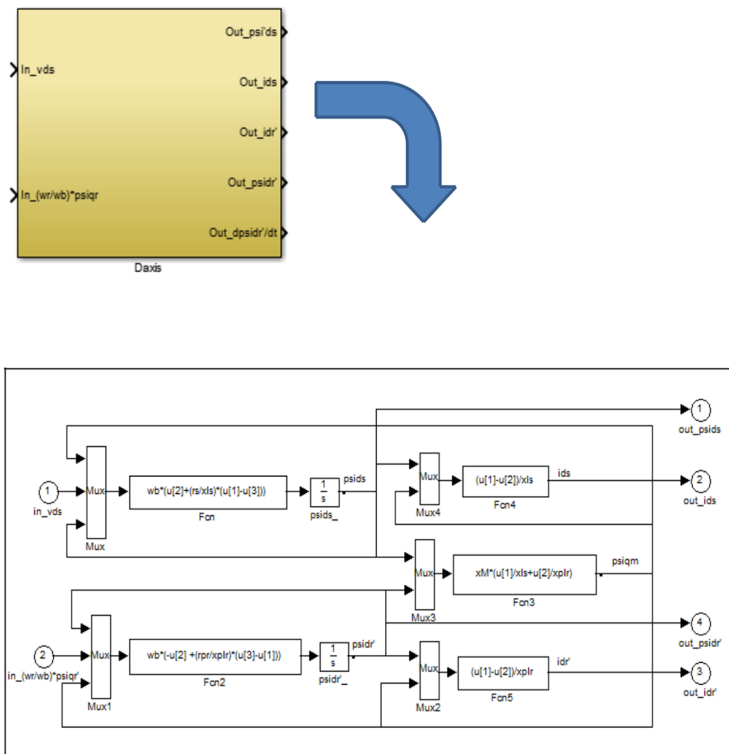 Out_psi'ds
In_vds
Out_ids
Out_idr'
Out_psidr'
In_(wr/wb)*psiqr
Out_dpsidr'/dt
Daxis
1
out_psids
1
in_vds
Mux
Mux
wb*(u[2]+(rs/xls)*(u[1]-u[3]))
Fcn
1
s
psids_
psids
Mux
Mux4
(u[1]-u[2])/xls
Fcn4
ids
2
out_ids
Mux
Mux3
xM*(u[1]/xls+u[2]/xplr)
Fcn3
psiqm
4
out_psidr'
2
in_(wr/wb)*psiqr'
Mux
Mux1
wb*(-u[2] +(rpr/xplr)*(u[3]-u[1]))
Fcn2
1
s
psidr'_
psidr'
Mux
Mux2
(u[1]-u[2])/xplr
Fcn5
idr'
3
out_idr'